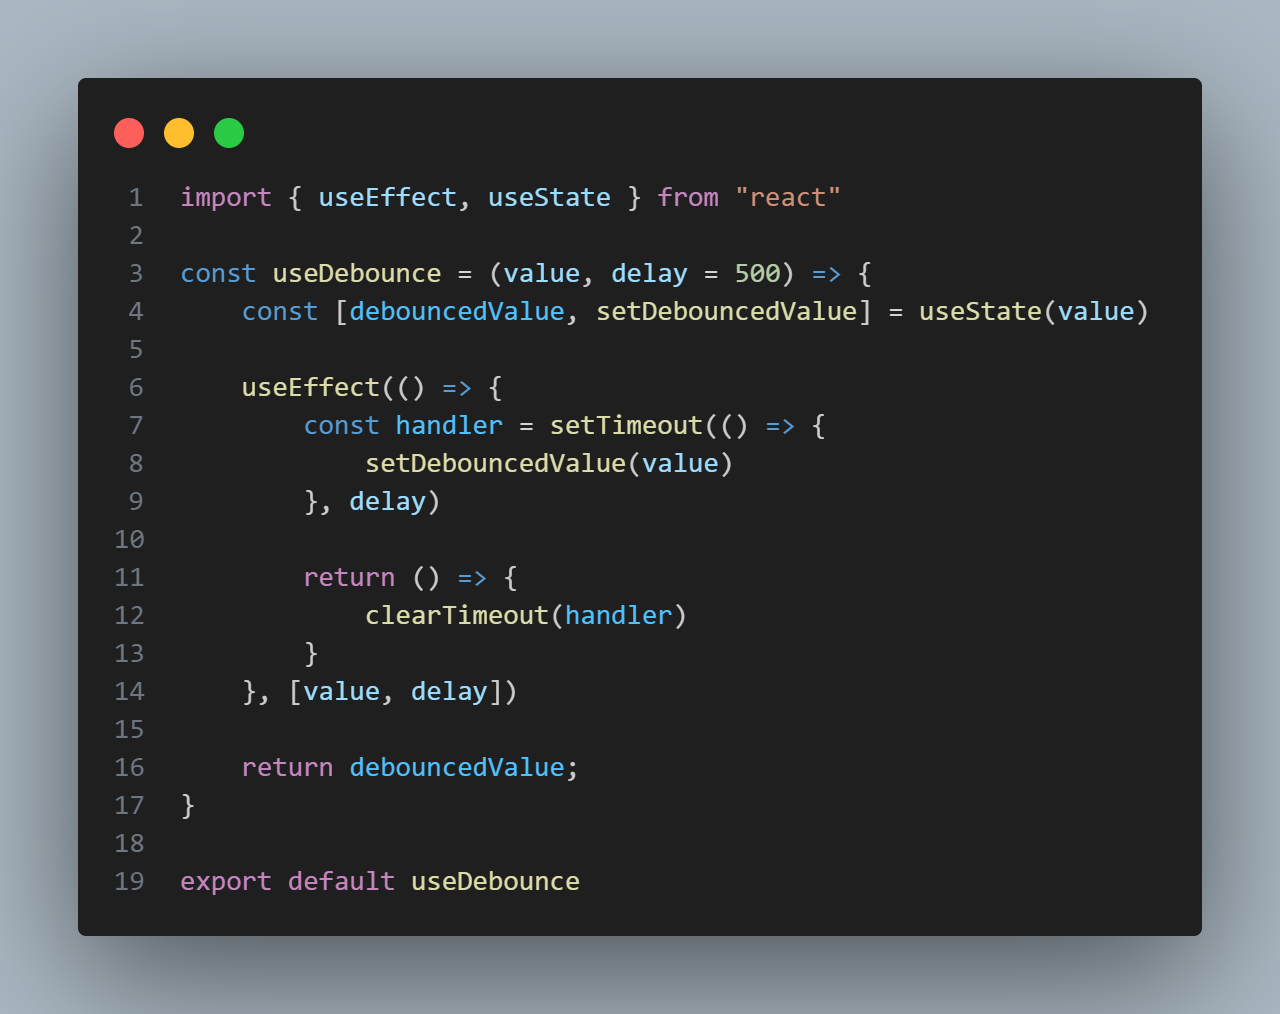 1 import { useEffect, useState } from "react"
2
3 const useDebounce = (value, delay = 500) => {
4     const [debouncedValue, setDebouncedValue] = useState(value)
5
6     useEffect(() => {
7         const handler = setTimeout(() => {
8             setDebouncedValue(value)
9         }, delay)
10
11         return () => {
12             clearTimeout(handler)
13         }
14     }, [value, delay])
15
16     return debouncedValue;
17 }
18
19 export default useDebounce